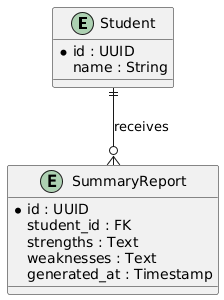 E Student
* id : UUID
name : String
receives
E SummaryReport
* id : UUID
student_id : FK
strengths : Text
weaknesses : Text
generated_at : Timestamp